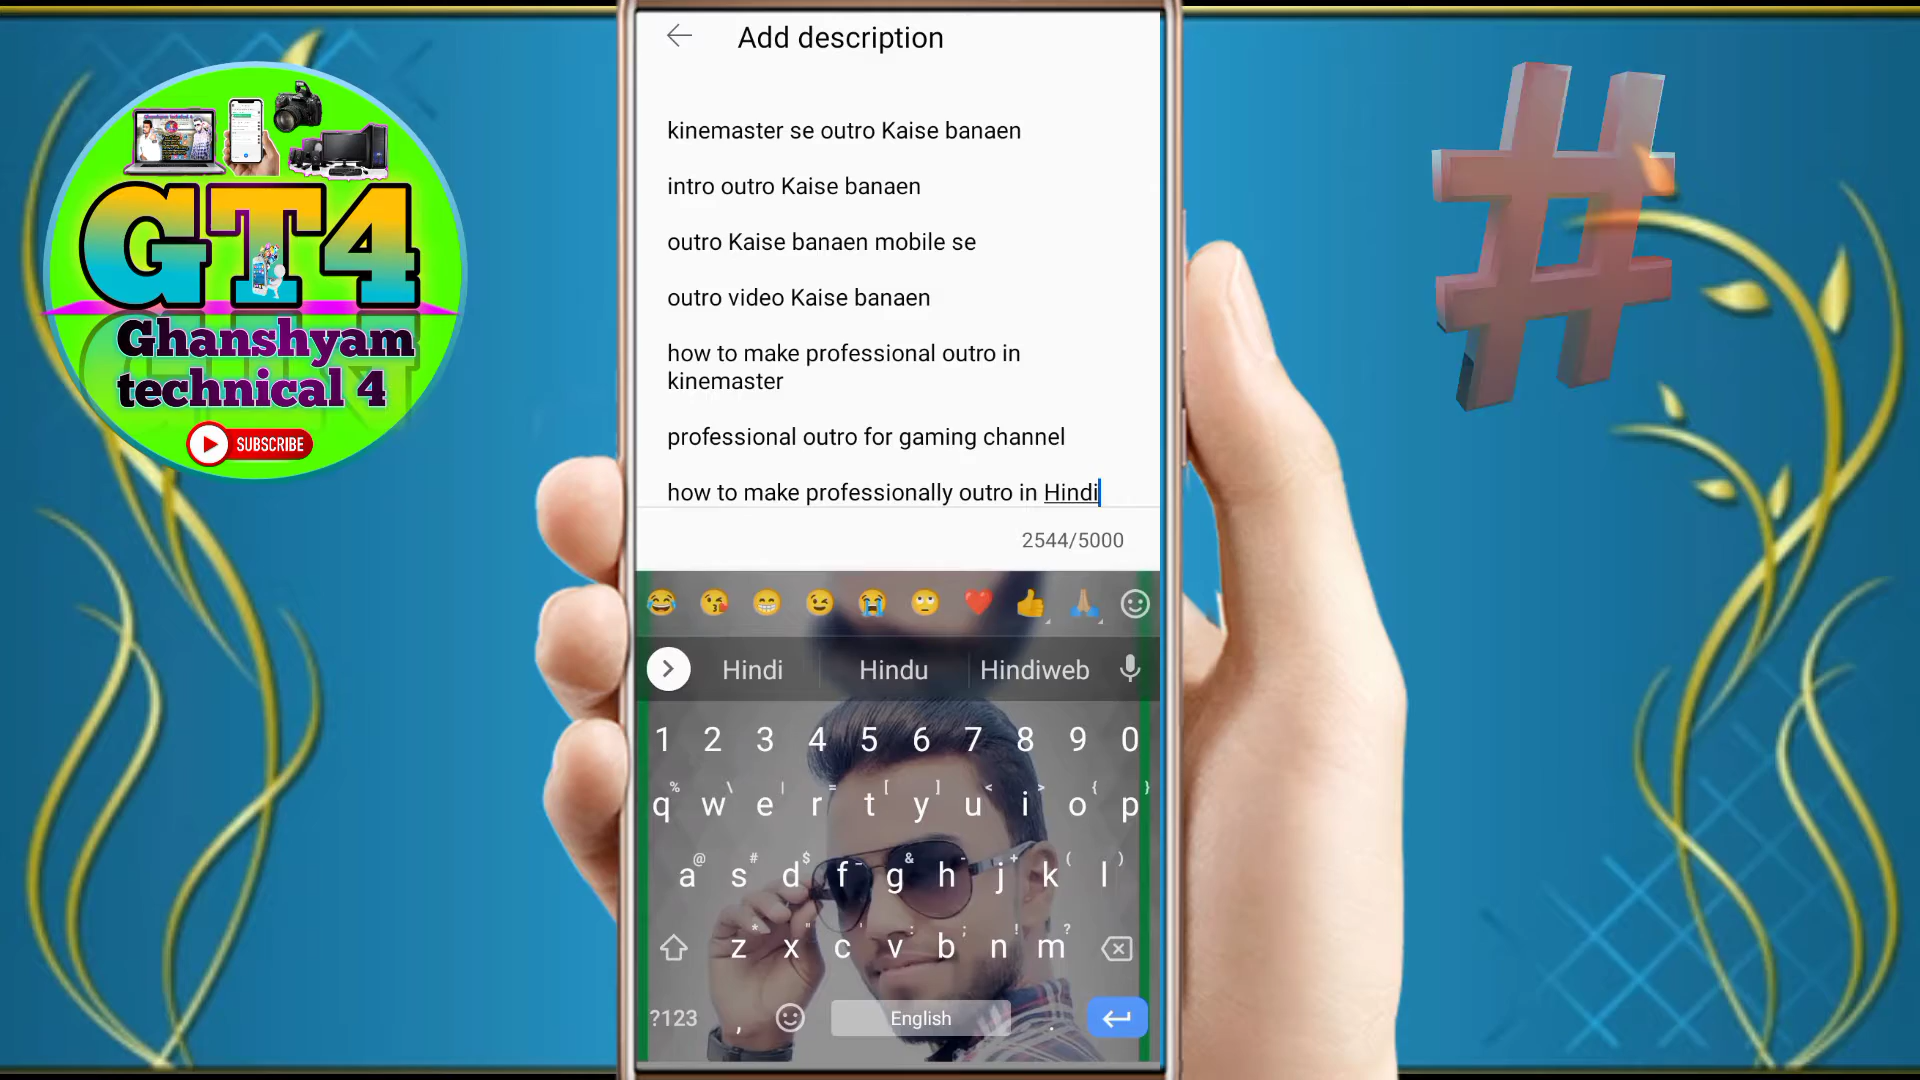 Add description
kinemaster se outro Kaise banaen
intro outro Kaise banaen
outro Kaise banaen mobile se
outro video Kaise banaen
how to make professional outro in
kinemaster
professional outro for gaming channel
how to make professionally outro in Hindi
2544/5000
Hindi Hindu Hindiweb
1 2 3 4 5 6 7 8 9 0
% \ | = [ ] < > { }
q w e r t y u i o p
@ # $ _ & - + ( )
a s d f g h j k l
* " ' : ; ! ?
z x c v b n m
?123 , English .
GT4
Ghanshyam
technical 4
SUBSCRIBE
#